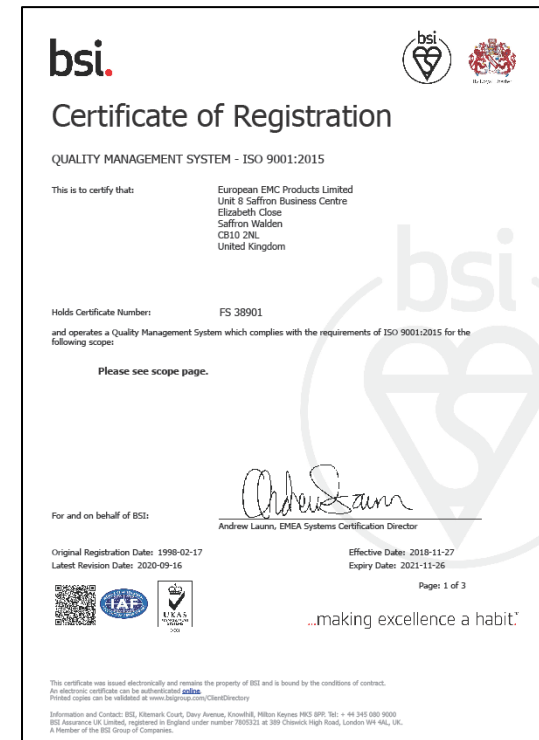 bsi.
bsi
By Royal Charter
Certificate of Registration
QUALITY MANAGEMENT SYSTEM - ISO 9001:2015
This is to certify that:
European EMC Products Limited
Unit 8 Saffron Business Centre
Elizabeth Close
Saffron Walden
CB10 2NL
United Kingdom
bsi.
Holds Certificate Number:
FS 38901
and operates a Quality Management System which complies with the requirements of ISO 9001:2015 for the
following scope:
Please see scope page.
For and on behalf of BSI:
Andrew Launn, EMEA Systems Certification Director
Original Registration Date: 1998-02-17
Effective Date: 2018-11-27
Latest Revision Date: 2020-09-16
Expiry Date: 2021-11-26
Page: 1 of 3
IAF
UKAS
MANAGEMENT
SYSTEMS
...making excellence a habit.™
This certificate was issued electronically and remains the property of BSI and is bound by the conditions of contract.
An electronic certificate can be authenticated online.
Printed copies can be validated at www.bsigroup.com/ClientDirectory
Information and Contact: BSI, Kitemark Court, Davy Avenue, Knowlhill, Milton Keynes MK5 8PP. Tel: + 44 345 080 9000
BSI Assurance UK Limited, registered in England under number 7805321 at 389 Chiswick High Road, London W4 4AL, UK.
A Member of the BSI Group of Companies.